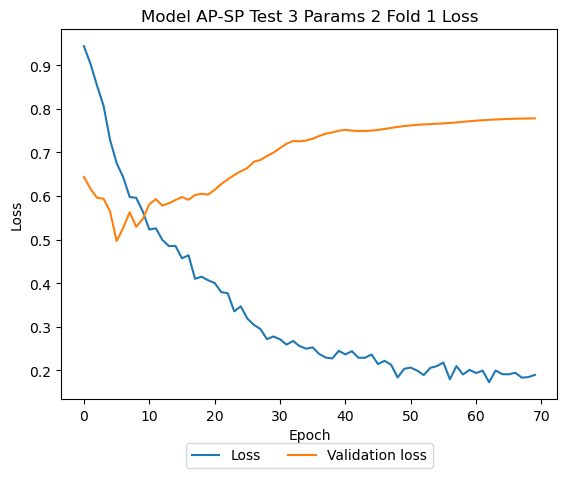 Model AP-SP Test 3 Params 2 Fold 1 Loss
0.9
0.8
0.7
0.6
0.5
0.4
0.3
0.2
Loss
0 10 20 30 40 50 60 70
Epoch
Loss Validation loss